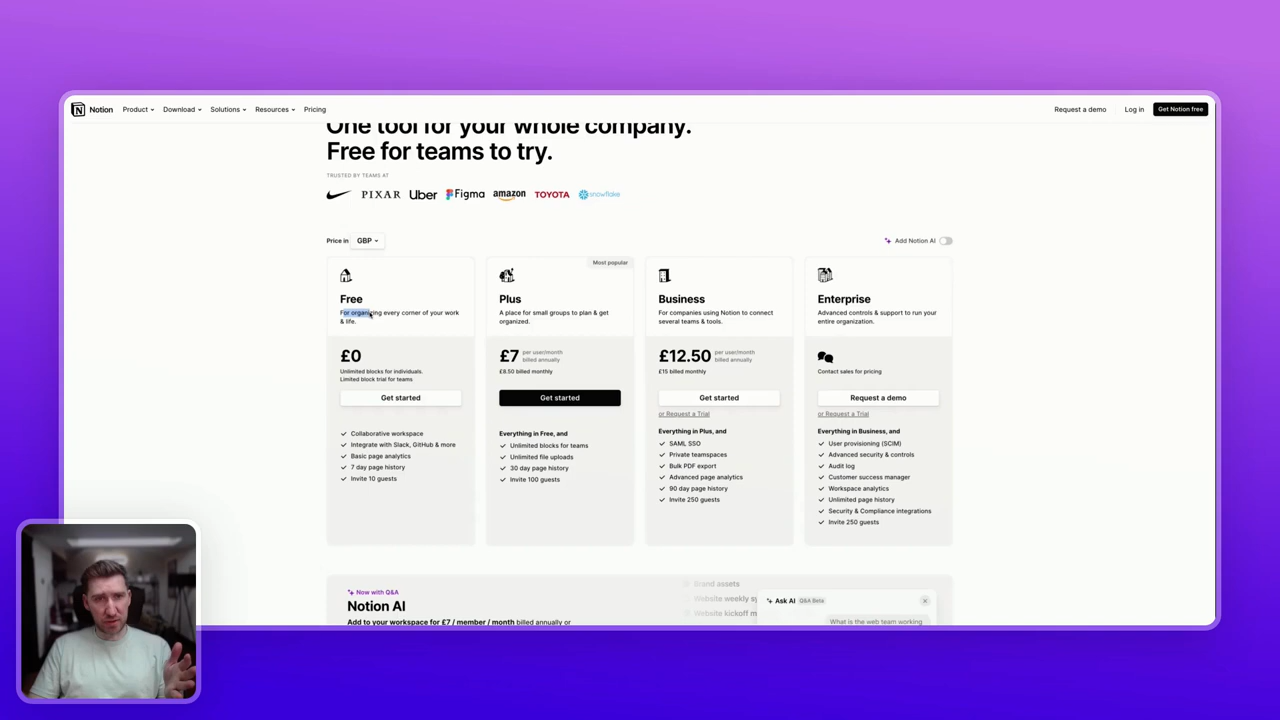 Notion
Product
Download
Solutions
Resources
Pricing
Request a demo
Log in
Get Notion free
One tool for your whole company.
Free for teams to try.
TRUSTED BY TEAMS AT
PIXAR Uber Figma amazon TOYOTA snowflake
Price in GBP
Add Notion AI
Free
For organizing every corner of your work
& life.
£0
Unlimited blocks for individuals.
Limited block trial for teams
Get started
Collaborative workspace
Integrate with Slack, GitHub & more
Basic page analytics
7 day page history
Invite 10 guests
Most popular
Plus
A place for small groups to plan & get
organized.
£7 per user/month
billed annually
£8.50 billed monthly
Get started
Everything in Free, and
Unlimited blocks for teams
Unlimited file uploads
30 day page history
Invite 100 guests
Business
For companies using Notion to connect
several teams & tools.
£12.50 per user/month
billed annually
£15 billed monthly
Get started
or Request a Trial
Everything in Plus, and
SAML SSO
Private teamspaces
Bulk PDF export
Advanced page analytics
90 day page history
Invite 250 guests
Enterprise
Advanced controls & support to run your
entire organization.
Contact sales for pricing
Request a demo
or Request a Trial
Everything in Business, and
User provisioning (SCIM)
Advanced security & controls
Audit log
Customer success manager
Workspace analytics
Unlimited page history
Security & Compliance integrations
Invite 250 guests
Now with Q&A
Notion AI
Add to your workspace for £7 / member / month billed annually or
Brand assets
Website weekly sy
Website kickoff m
Ask AI Q&A Beta
What is the web team working